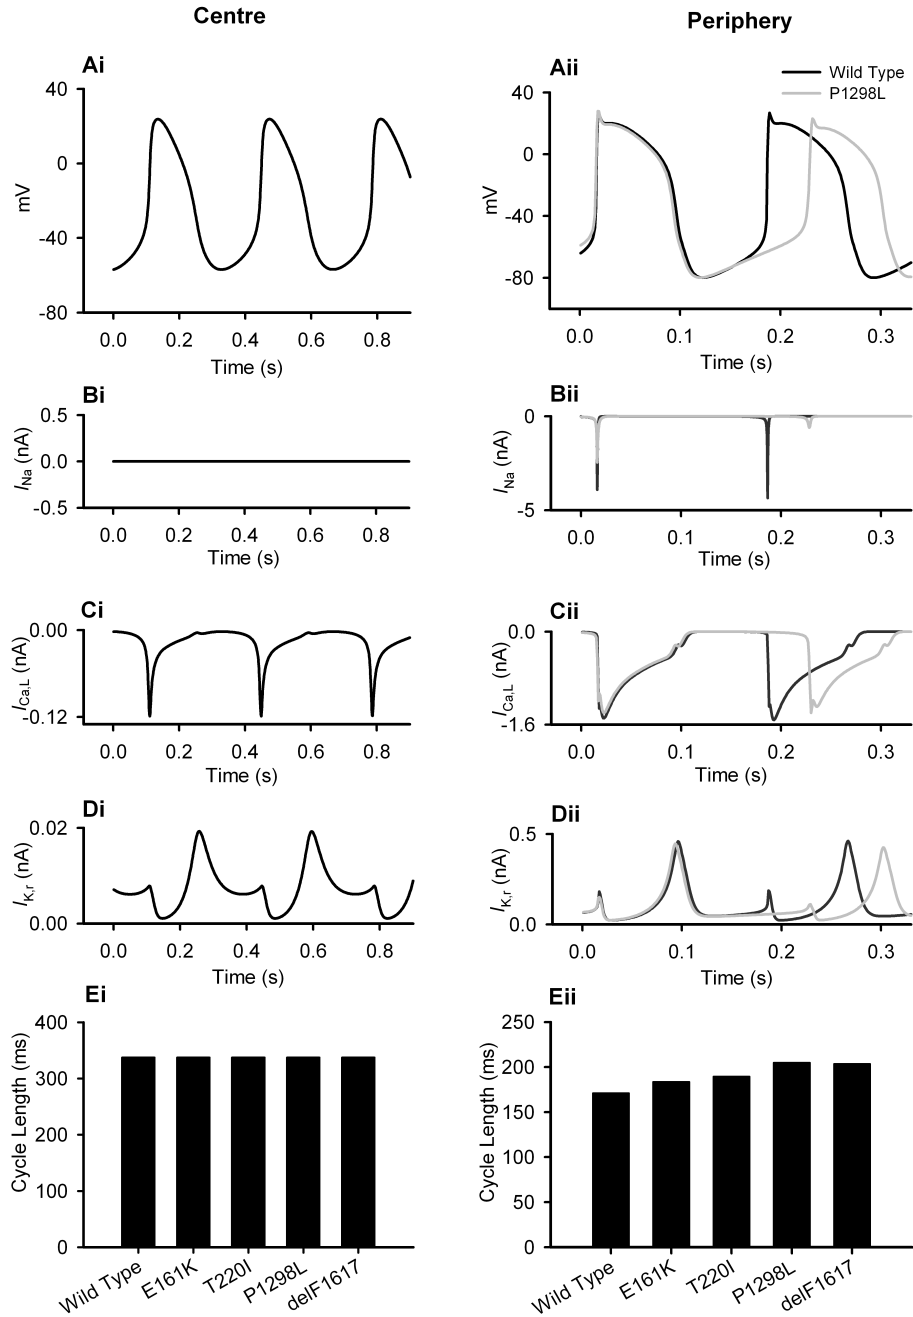 Centre
Periphery
Ai
40
0
-40
-80
mV
0.0 0.2 0.4 0.6 0.8
Time (s)
Aii
Wild Type
P1298L
40
0
-40
-80
mV
0.0 0.1 0.2 0.3
Time (s)
Bi
0.5
0.0
-0.5
INa (nA)
0.0 0.2 0.4 0.6 0.8
Time (s)
Bii
0
-5
INa (nA)
0.0 0.1 0.2 0.3
Time (s)
Ci
0.00
-0.12
ICa,L (nA)
0.0 0.2 0.4 0.6 0.8
Time (s)
Cii
0.0
-1.6
ICa,L (nA)
0.0 0.1 0.2 0.3
Time (s)
Di
0.02
0.00
IK,r (nA)
0.0 0.2 0.4 0.6 0.8
Time (s)
Dii
0.5
0.0
IK,r (nA)
0.0 0.1 0.2 0.3
Time (s)
Ei
400
300
200
100
0
Cycle Length (ms)
Wild Type
E161K
T220I
P1298L
delF1617
Eii
250
200
150
100
50
0
Cycle Length (ms)
Wild Type
E161K
T220I
P1298L
delF1617